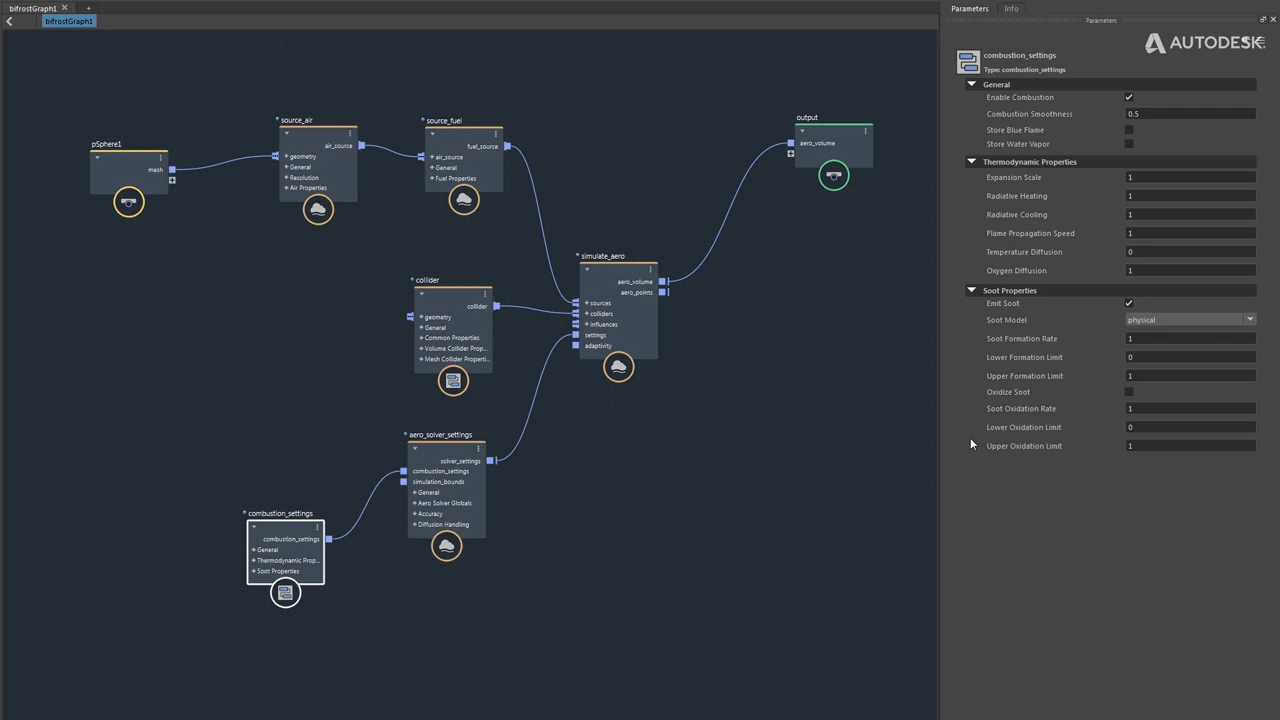 bifrostGraph1
bifrostGraph1
pSphere1
mesh
source_air
air_source
geometry
General
Resolution
Air Properties
source_fuel
fuel_source
air_source
General
Fuel Properties
output
aero_volume
simulate_aero
aero_volume
aero_points
sources
colliders
influences
settings
adaptivity
collider
collider
geometry
General
Common Properties
Volume Collider Prop...
Mesh Collider Properti...
aero_solver_settings
solver_settings
combustion_settings
simulation_bounds
General
Aero Solver Globals
Accuracy
Diffusion Handling
combustion_settings
combustion_settings
General
Thermodynamic Prop...
Soot Properties
Parameters Info
Parameters
AUTODESK
combustion_settings
Type: combustion_settings
General
Enable Combustion
Combustion Smoothness 0.5
Store Blue Flame
Store Water Vapor
Thermodynamic Properties
Expansion Scale 1
Radiative Heating 1
Radiative Cooling 1
Flame Propagation Speed 1
Temperature Diffusion 0
Oxygen Diffusion 1
Soot Properties
Emit Soot
Soot Model physical
Soot Formation Rate 1
Lower Formation Limit 0
Upper Formation Limit 1
Oxidize Soot
Soot Oxidation Rate 1
Lower Oxidation Limit 0
Upper Oxidation Limit 1